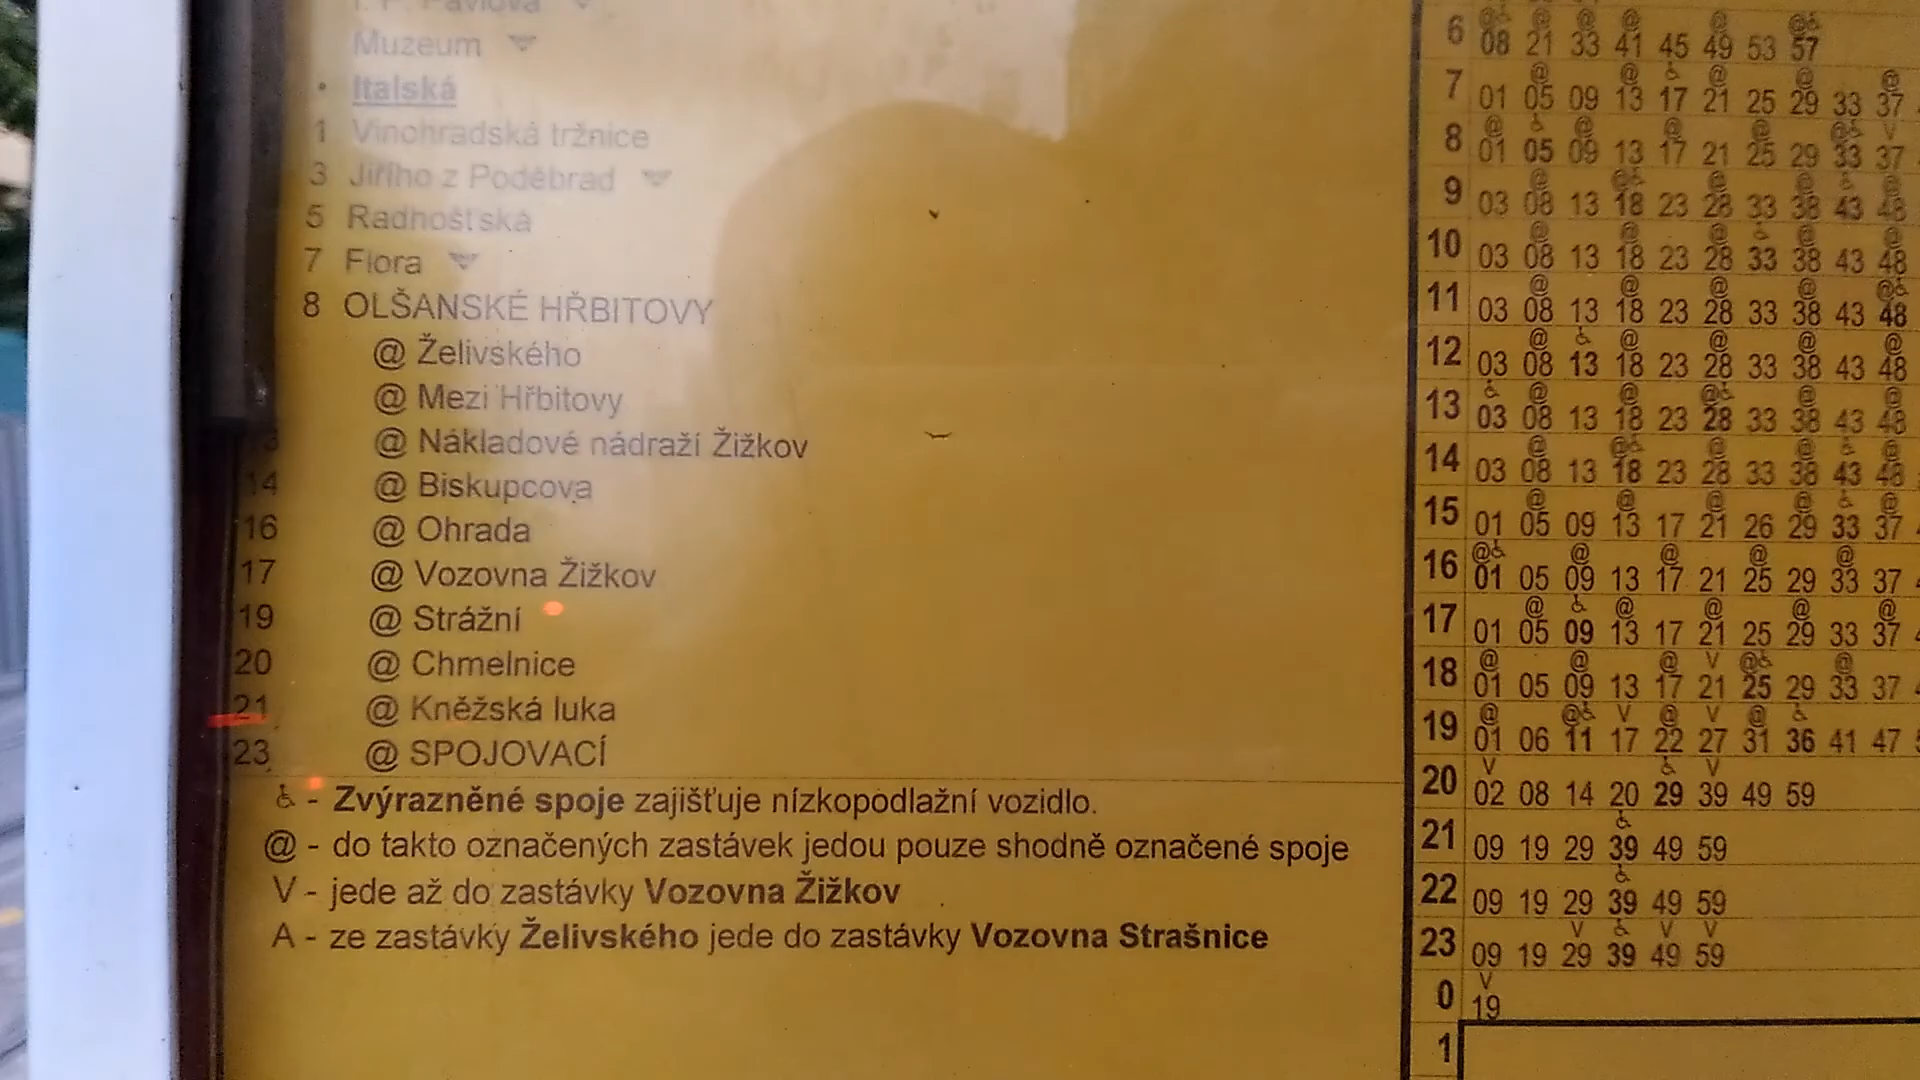 I. P. Pavlova
Muzeum
• Italská
1 Vinohradská tržnice
3 Jiřího z Poděbrad
5 Radhošťská
7 Flora
8 OLŠANSKÉ HŘBITOVY
@ Želivského
@ Mezi Hřbitovy
@ Nákladové nádraží Žižkov
14 @ Biskupcova
16 @ Ohrada
17 @ Vozovna Žižkov
19 @ Strážní
20 @ Chmelnice
21 @ Kněžská luka
23 @ SPOJOVACÍ
♿ - Zvýrazněné spoje zajišťuje nízkopodlažní vozidlo.
@ - do takto označených zastávek jedou pouze shodně označené spoje
V - jede až do zastávky Vozovna Žižkov
A - ze zastávky Želivského jede do zastávky Vozovna Strašnice
@♿ @ @ @ @ @♿
6 08 21 33 41 45 49 53 57
@ @ ♿ @ @ @
7 01 05 09 13 17 21 25 29 33 37
@ ♿ @ @ @ @♿ V
8 01 05 09 13 17 21 25 29 33 37
@ @♿ @ @ ♿ @
9 03 08 13 18 23 28 33 38 43 48
@ @ @ ♿ @ @
10 03 08 13 18 23 28 33 38 43 48
@ @ @ @ @♿
11 03 08 13 18 23 28 33 38 43 48
@ ♿ @ @ @ @
12 03 08 13 18 23 28 33 38 43 48
♿ @ @ @♿ @ @
13 03 08 13 18 23 28 33 38 43 48
@ @♿ @ @ ♿ @
14 03 08 13 18 23 28 33 38 43 48
@ @ @ @ ♿ @
15 01 05 09 13 17 21 26 29 33 37
@♿ @ @ @ @
16 01 05 09 13 17 21 25 29 33 37
@ ♿ @ @ @ @
17 01 05 09 13 17 21 25 29 33 37
@ @ @ V @♿ @
18 01 05 09 13 17 21 25 29 33 37
@ @♿ V @ V @ ♿
19 01 06 11 17 22 27 31 36 41 47
V ♿ V
20 02 08 14 20 29 39 49 59
♿
21 09 19 29 39 49 59
♿
22 09 19 29 39 49 59
V ♿ V V
23 09 19 29 39 49 59
V
0 19
1